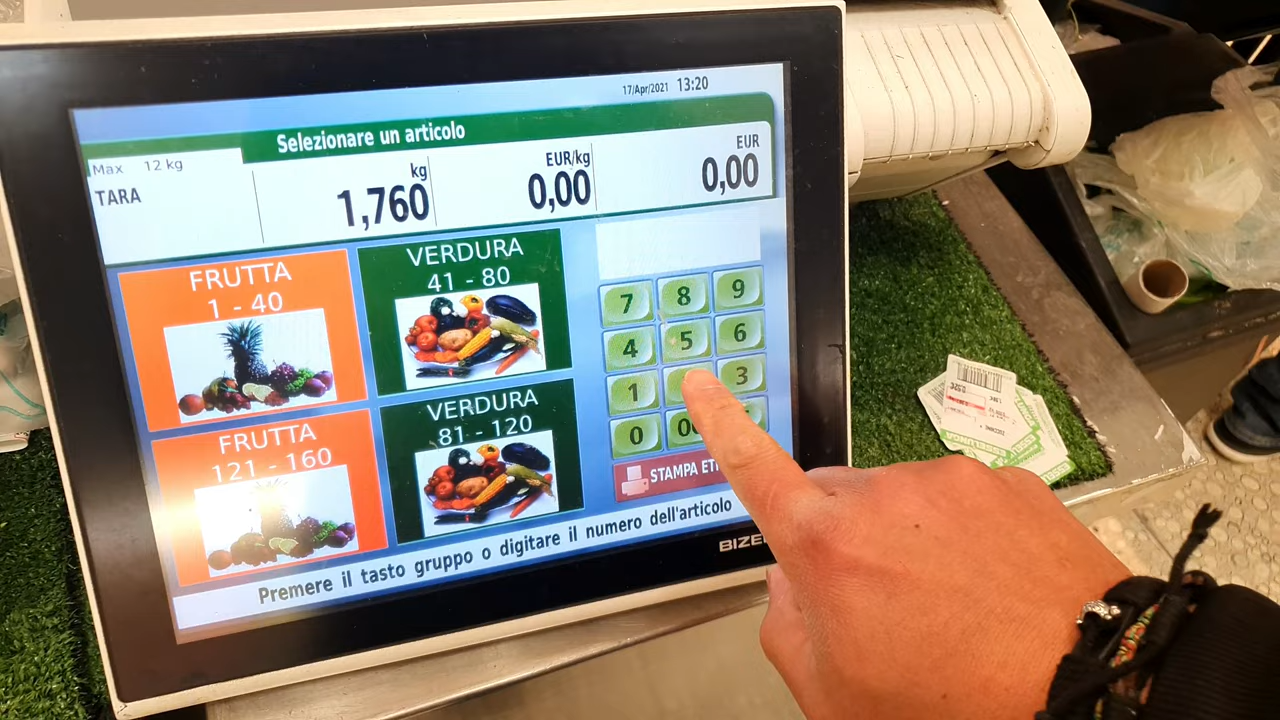 17/Apr/2021 13:20
Selezionare un articolo
Max 12 kg
TARA
kg
1,760
EUR/kg
0,00
EUR
0,00
FRUTTA
1 - 40
VERDURA
41 - 80
FRUTTA
121 - 160
VERDURA
81 - 120
7 8 9
4 5 6
1 3
0
STAMPA
Premere il tasto gruppo o digitare il numero dell'articolo
ESSELUNGA